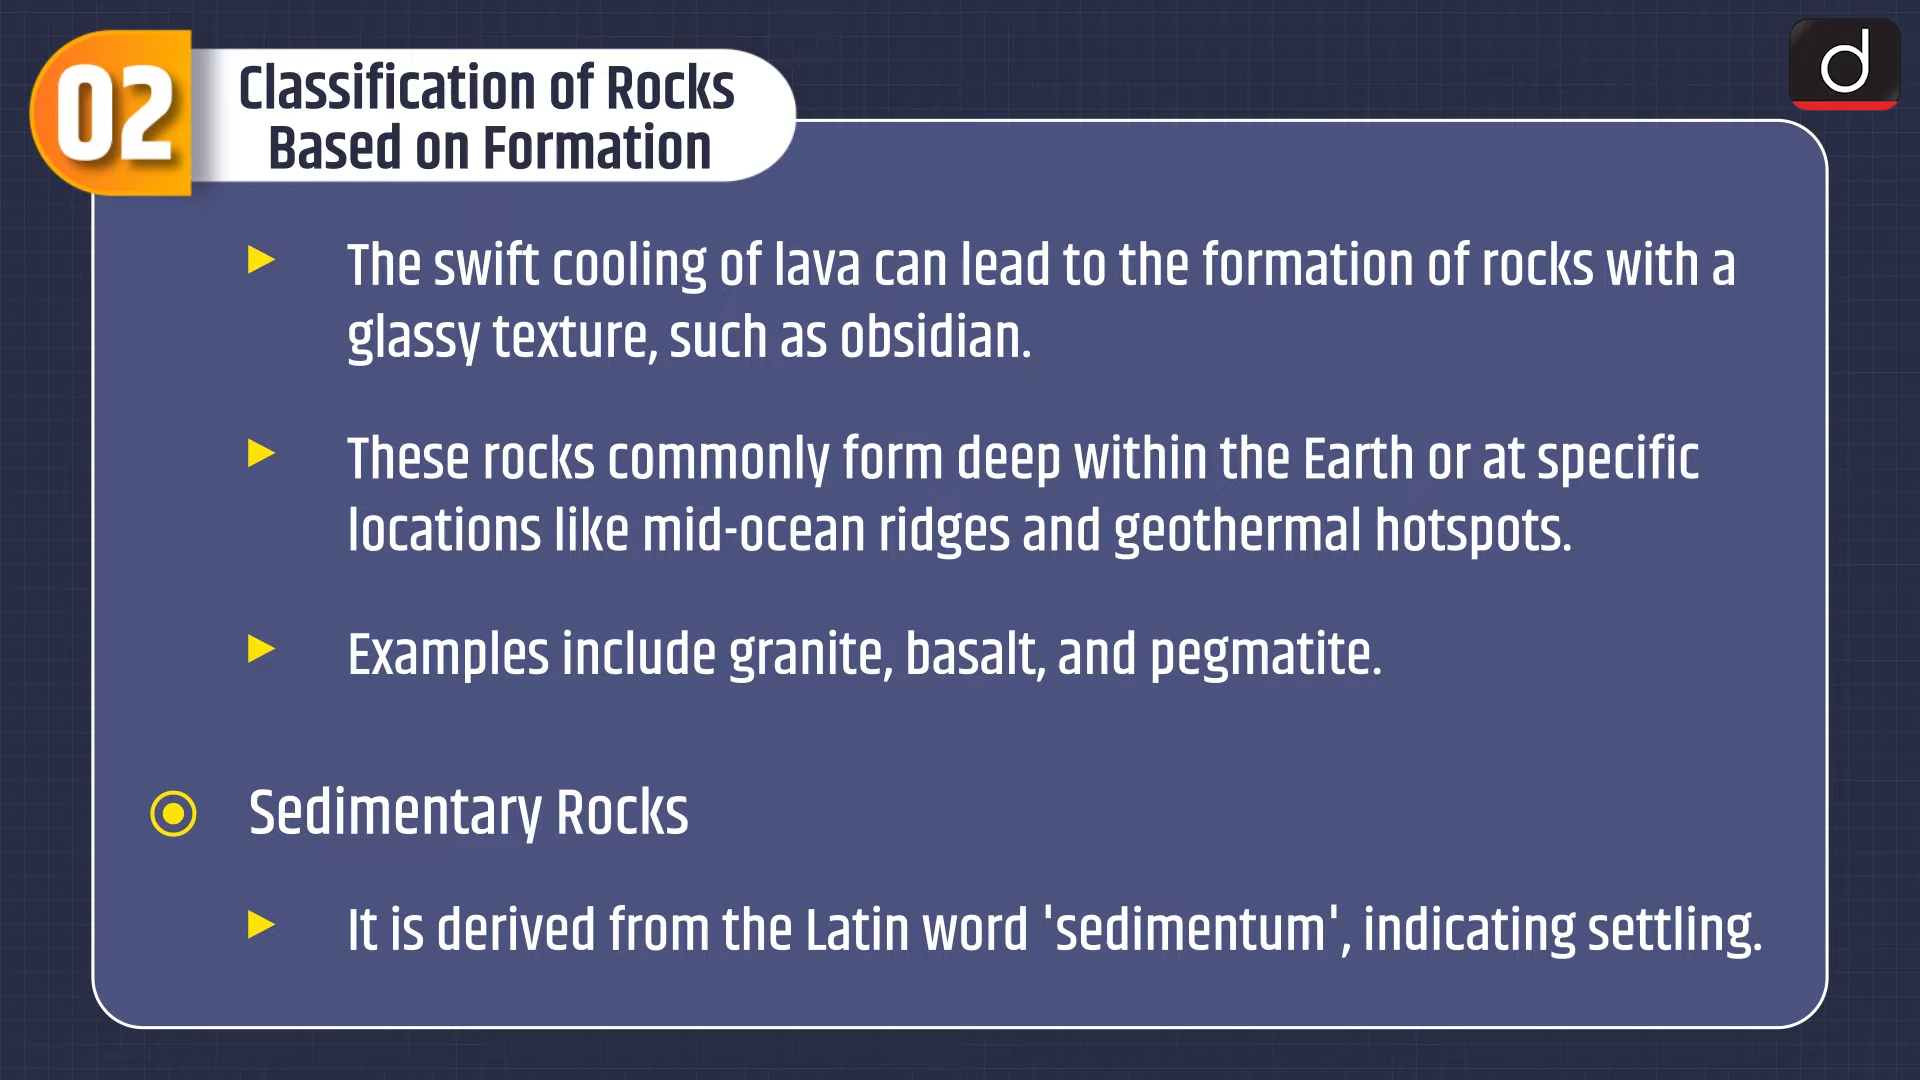 02
Classification of Rocks
Based on Formation
d
The swift cooling of lava can lead to the formation of rocks with a
glassy texture, such as obsidian.
These rocks commonly form deep within the Earth or at specific
locations like mid-ocean ridges and geothermal hotspots.
Examples include granite, basalt, and pegmatite.
Sedimentary Rocks
It is derived from the Latin word 'sedimentum', indicating settling.